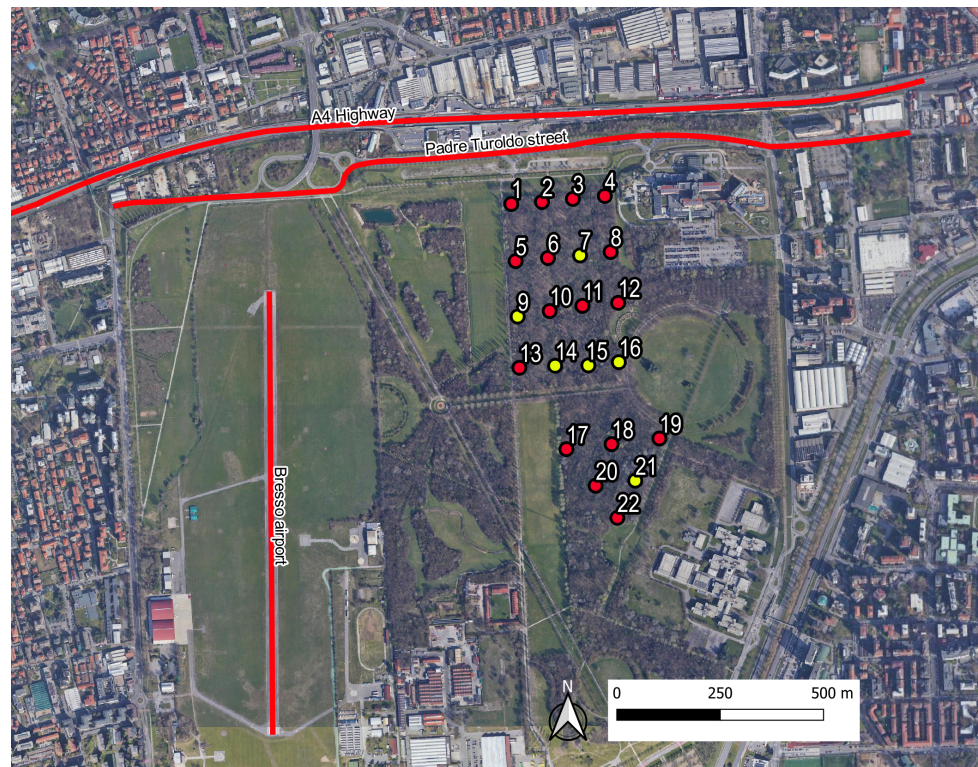 A4 Highway
Padre Turoldo street
1 2 3 4
5 6 7 8
9 10 11 12
13 14 15 16
17 18 19
20 21
22
Bresso airport
N
0 250 500 m